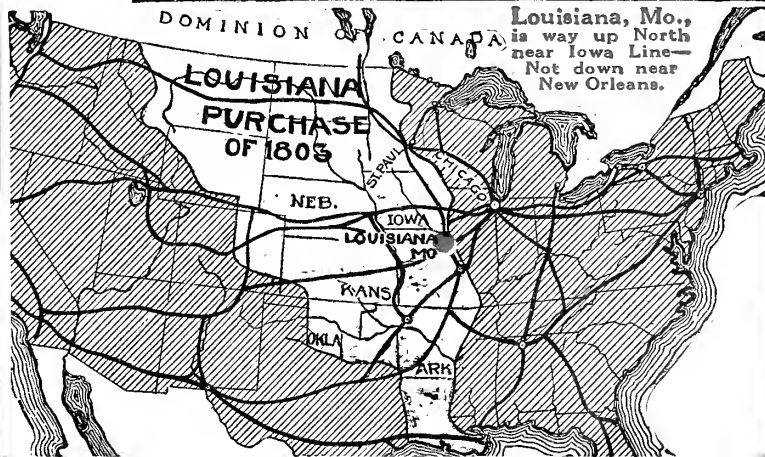 DOMINION OF CANADA
Louisiana, Mo.,
is way up North
near Iowa Line—
Not down near
New Orleans.
LOUISIANA
PURCHASE
OF 1803
ST. PAUL
CHICAGO
NEB.
IOWA
LOUISIANA
MO
KANS
OKLA
ARK